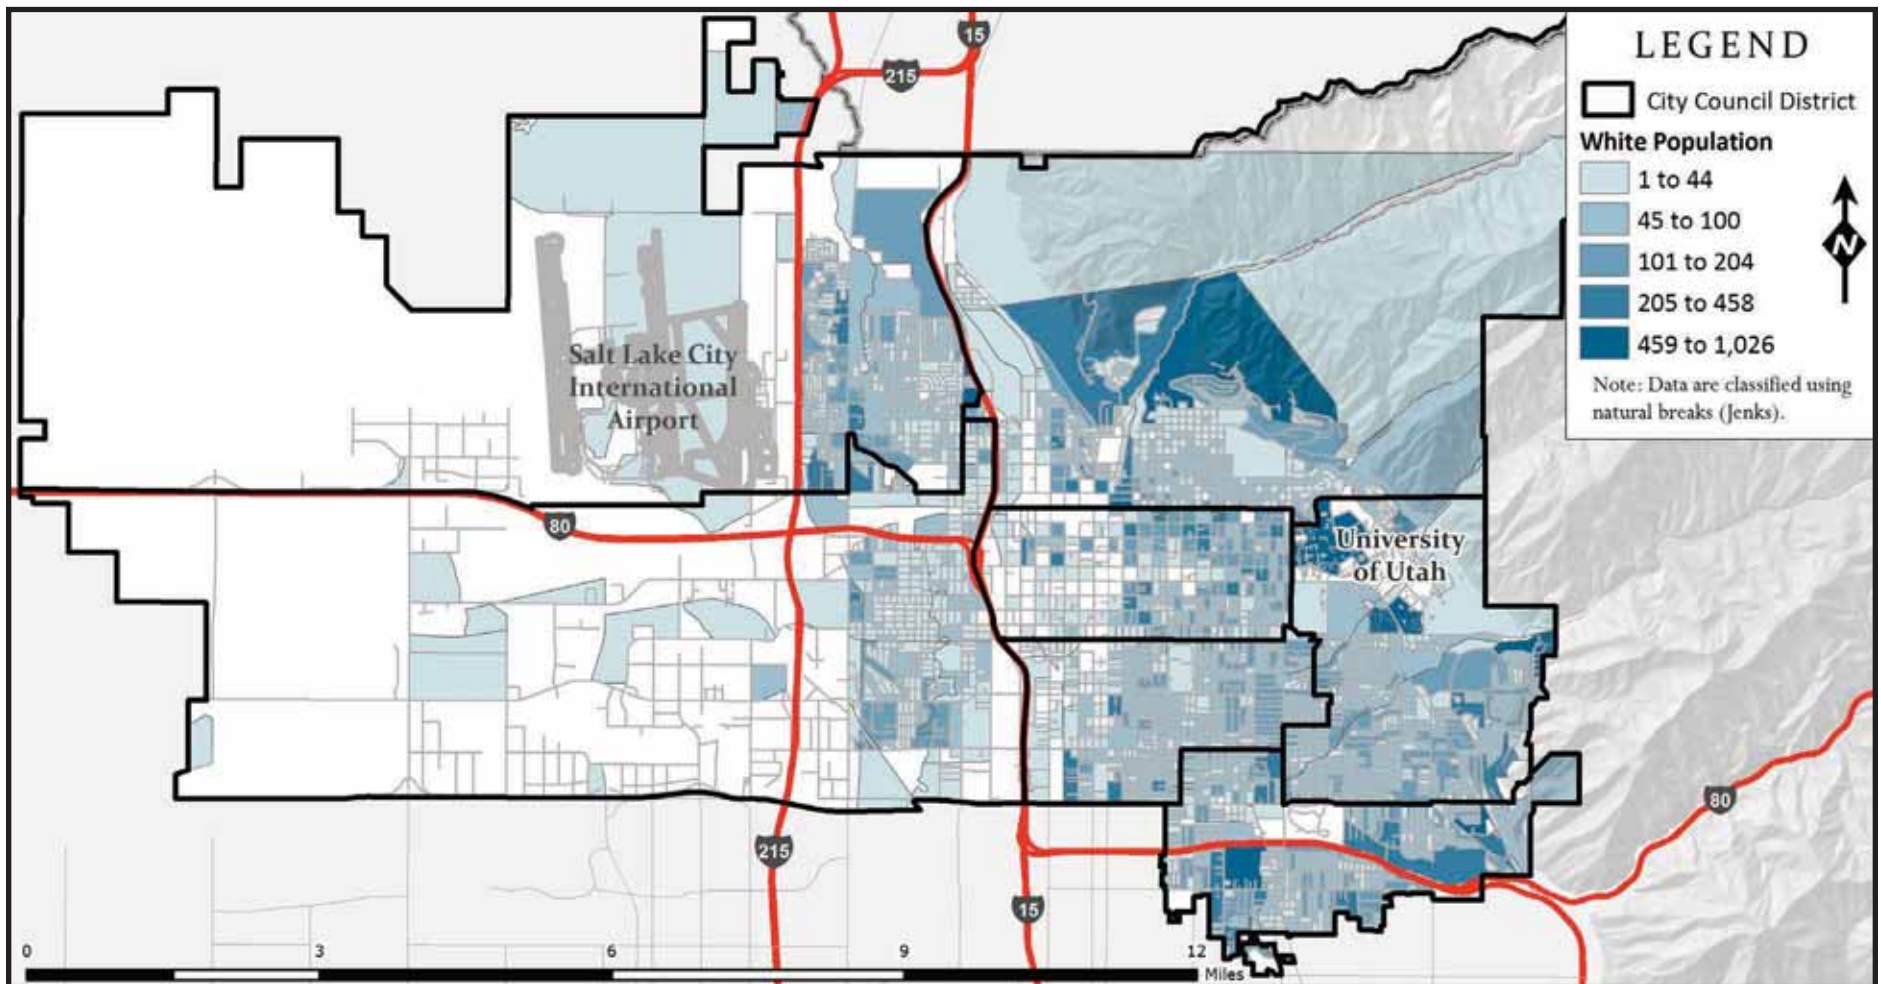 LEGEND
City Council District
White Population
1 to 44
45 to 100
101 to 204
205 to 458
459 to 1,026
Note: Data are classified using
natural breaks (Jenks).
N
15
215
Salt Lake City
International
Airport
80
University
of Utah
80
215
15
0 3 6 9 12
Miles